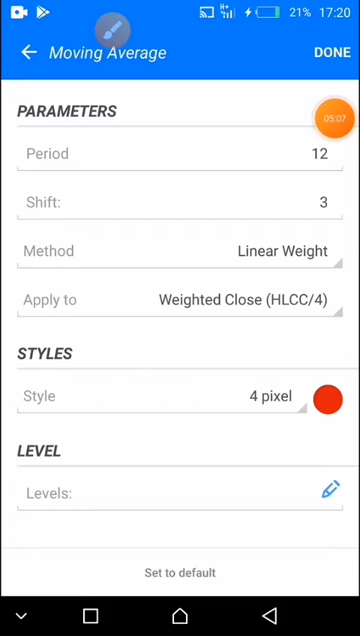 H+ 21% 17:20
Moving Average DONE
PARAMETERS
05:07
Period 12
Shift: 3
Method Linear Weight
Apply to Weighted Close (HLCC/4)
STYLES
Style 4 pixel
LEVEL
Levels:
Set to default